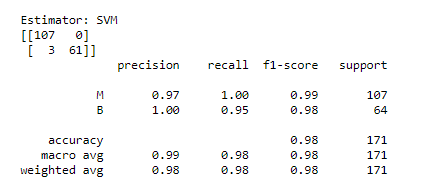 Estimator: SVM
[[107   0]
 [  3  61]]
              precision    recall  f1-score   support

           M       0.97      1.00      0.99       107
           B       1.00      0.95      0.98        64

    accuracy                           0.98       171
   macro avg       0.99      0.98      0.98       171
weighted avg       0.98      0.98      0.98       171